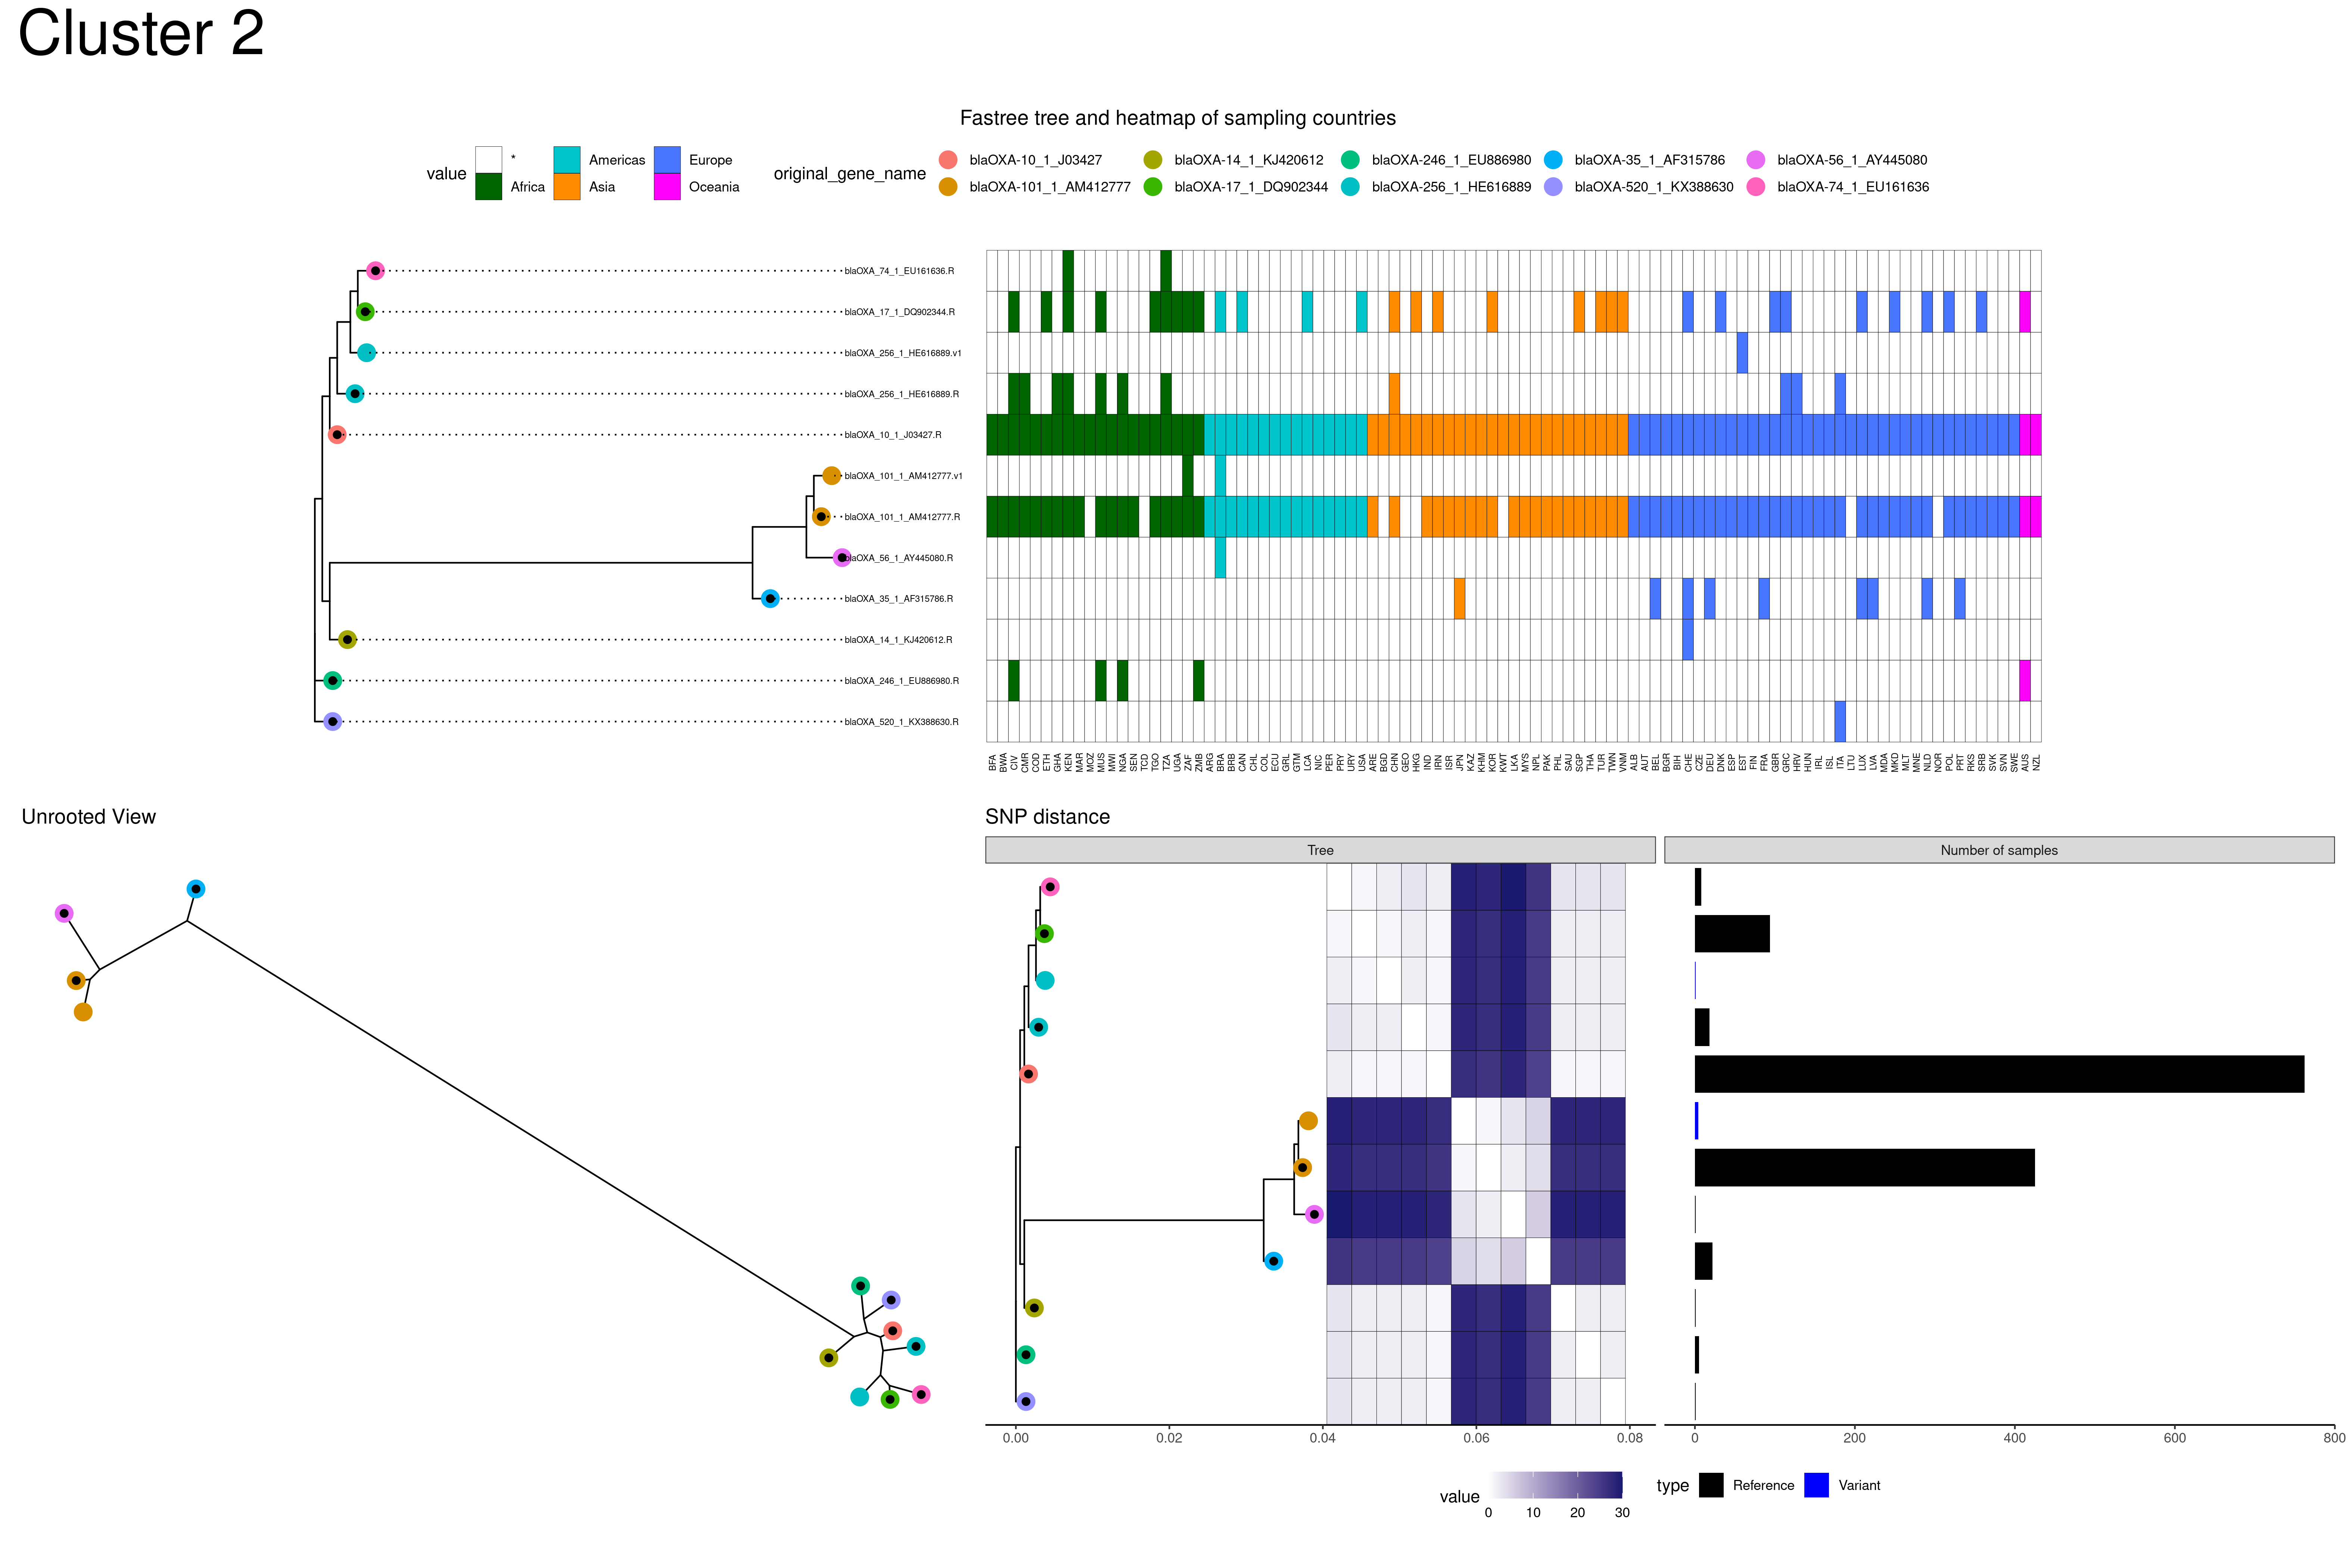 Cluster 2
Fastree tree and heatmap of sampling countries
value
*
Africa
Americas
Asia
Europe
Oceania
original_gene_name
blaOXA-10_1_J03427
blaOXA-101_1_AM412777
blaOXA-14_1_KJ420612
blaOXA-17_1_DQ902344
blaOXA-246_1_EU886980
blaOXA-256_1_HE616889
blaOXA-35_1_AF315786
blaOXA-520_1_KX388630
blaOXA-56_1_AY445080
blaOXA-74_1_EU161636
blaOXA_74_1_EU161636.R
blaOXA_17_1_DQ902344.R
blaOXA_256_1_HE616889.v1
blaOXA_256_1_HE616889.R
blaOXA_10_1_J03427.R
blaOXA_101_1_AM412777.v1
blaOXA_101_1_AM412777.R
blaOXA_56_1_AY445080.R
blaOXA_35_1_AF315786.R
blaOXA_14_1_KJ420612.R
blaOXA_246_1_EU886980.R
blaOXA_520_1_KX388630.R
BFA BWA CIV CMR COD ETH GHA KEN MAR MOZ MUS MWI NGA SEN TCD TGO TZA UGA ZAF ZMB ARG BRA BRB CAN CHL COL ECU GRL GTM LCA NIC PER PRY URY USA ARE BGD CHN GEO HKG IND IRN ISR JPN KAZ KHM KOR KWT LKA MYS NPL PAK PHL SAU SGP THA TUR TWN VNM ALB AUT BEL BGR BIH CHE CZE DEU DNK ESP EST FIN FRA GBR GRC HRV HUN IRL ISL ITA LTU LUX LVA MDA MKD MLT MNE NLD NOR POL PRT RKS SRB SVK SVN SWE AUS NZL
Unrooted View
SNP distance
Tree
Number of samples
0.00 0.02 0.04 0.06 0.08
0 200 400 600 800
value
0 10 20 30
type
Reference
Variant